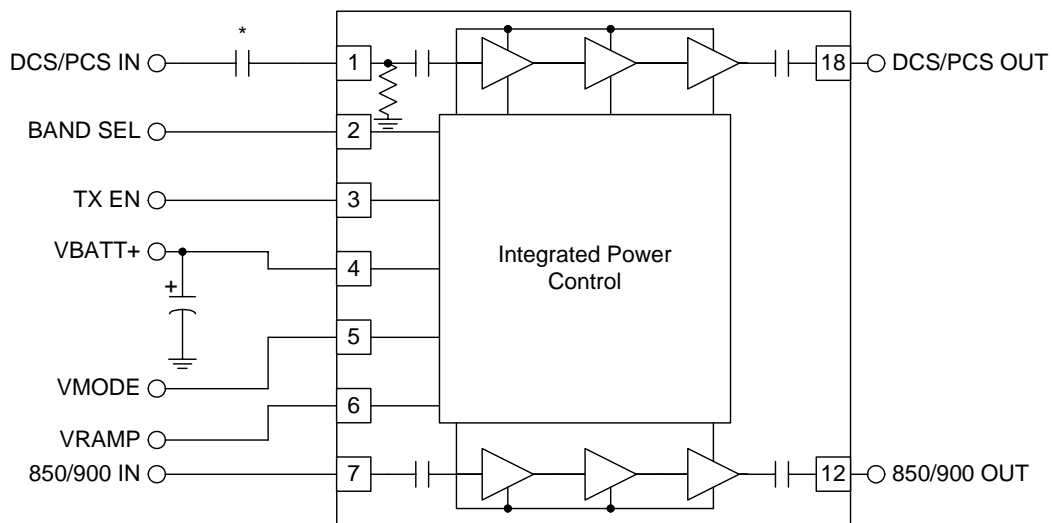 *
DCS/PCS IN
1
18
DCS/PCS OUT
BAND SEL
2
TX EN
3
VBATT+
4
Integrated Power
Control
+
5
VMODE
6
VRAMP
850/900 IN
7
12
850/900 OUT